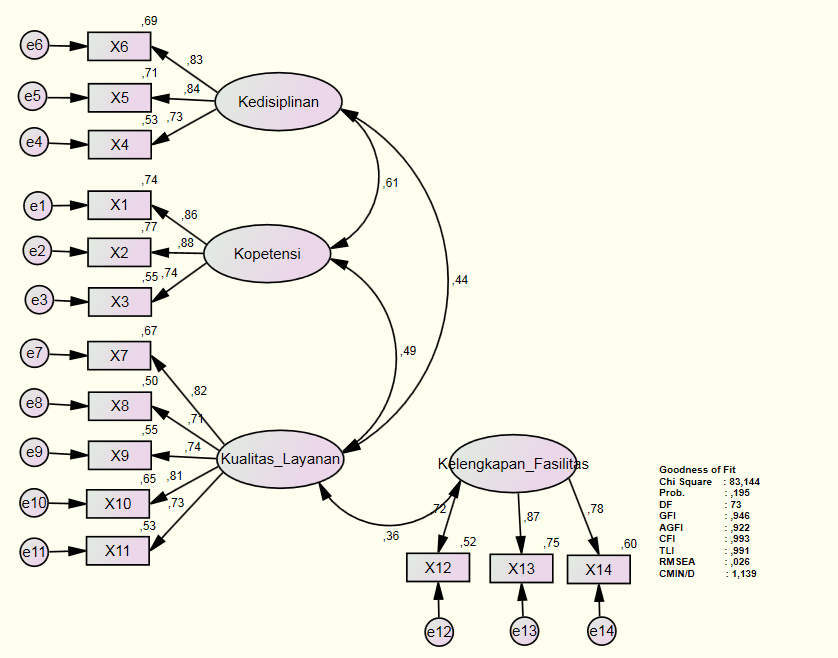 ,69
e6 X6
,83
,71
e5 X5 ,84
Kedisiplinan
,53 ,73
e4 X4
,74
e1 X1
,86
,61
,77
e2 X2 ,88
Kopetensi
,55 ,74
e3 X3
,44
,67
e7 X7
,49
,82
,50
e8 X8
,71
,55
e9 X9 ,74
Kualitas_Layanan
,65 ,81
e10 X10
,73
,53
e11 X11
,36
Kelengkapan_Fasilitas
,72
,87
,78
,52
X12
,75
X13
,60
X14
e12
e13
e14
Goodness of Fit
Chi Square : 83,144
Prob. : ,195
DF : 73
GFI : ,946
AGFI : ,922
CFI : ,993
TLI : ,991
RMSEA : ,026
CMIN/D : 1,139